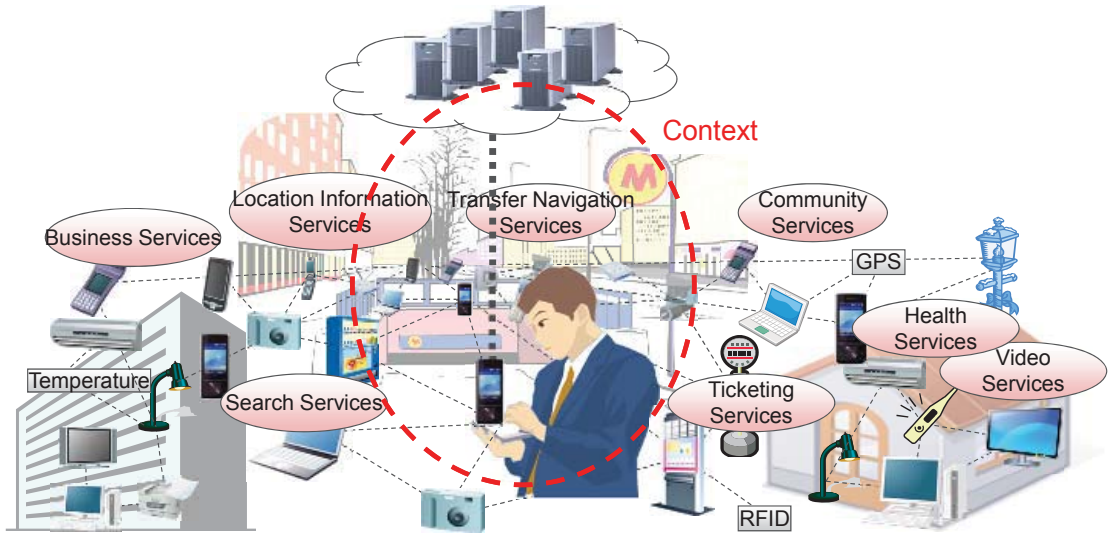 Context
M
Location Information
Services
Transfer Navigation
Services
Community
Services
Business Services
GPS
Health
Services
Video
Services
Temperature
Search Services
Ticketing
Services
RFID